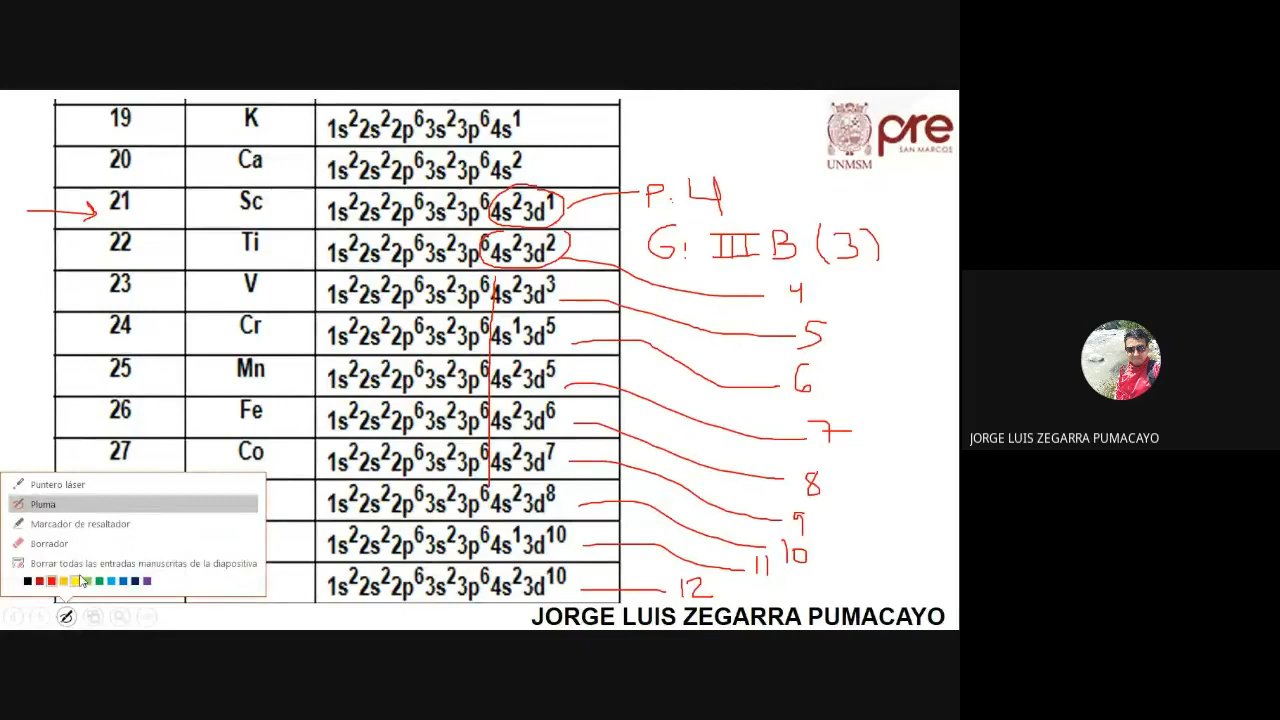 19 K 1s²2s²2p⁶3s²3p⁶4s¹
20 Ca 1s²2s²2p⁶3s²3p⁶4s²
21 Sc 1s²2s²2p⁶3s²3p⁶4s²3d¹
22 Ti 1s²2s²2p⁶3s²3p⁶4s²3d²
23 V 1s²2s²2p⁶3s²3p⁶4s²3d³
24 Cr 1s²2s²2p⁶3s²3p⁶4s¹3d⁵
25 Mn 1s²2s²2p⁶3s²3p⁶4s²3d⁵
26 Fe 1s²2s²2p⁶3s²3p⁶4s²3d⁶
27 Co 1s²2s²2p⁶3s²3p⁶4s²3d⁷
1s²2s²2p⁶3s²3p⁶4s²3d⁸
1s²2s²2p⁶3s²3p⁶4s¹3d¹⁰
1s²2s²2p⁶3s²3p⁶4s²3d¹⁰
P. 4
G: III B (3)
4
5
6
7
8
9
10
11
12
UNMSM
pre
SAN MARCOS
Puntero láser
Pluma
Marcador de resaltador
Borrador
Borrar todas las entradas manuscritas de la diapositiva
JORGE LUIS ZEGARRA PUMACAYO
JORGE LUIS ZEGARRA PUMACAYO